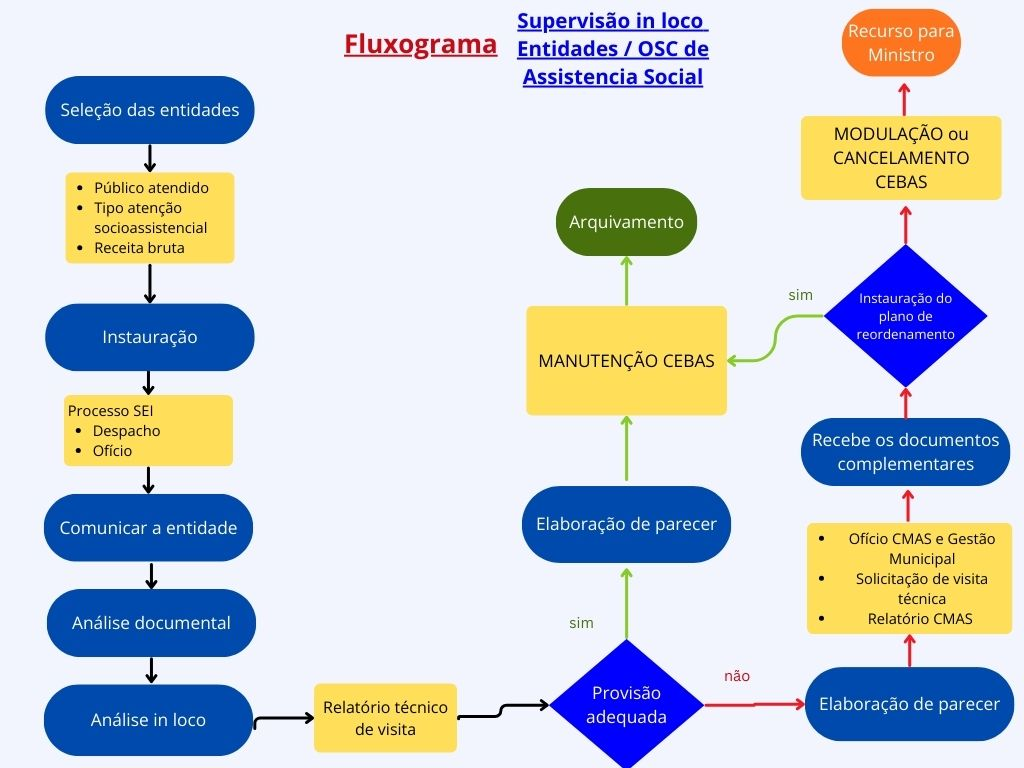 Fluxograma
Supervisão in loco
Entidades / OSC de
Assistencia Social
Seleção das entidades
• Público atendido
• Tipo atenção
socioassistencial
• Receita bruta
Instauração
Processo SEI
• Despacho
• Ofício
Comunicar a entidade
Análise documental
Análise in loco
Relatório técnico
de visita
Provisão
adequada
sim
Elaboração de parecer
MANUTENÇÃO CEBAS
Arquivamento
não
Elaboração de parecer
• Ofício CMAS e Gestão
Municipal
• Solicitação de visita
técnica
• Relatório CMAS
Recebe os documentos
complementares
Instauração do
plano de
reordenamento
sim
MODULAÇÃO ou
CANCELAMENTO
CEBAS
Recurso para
Ministro